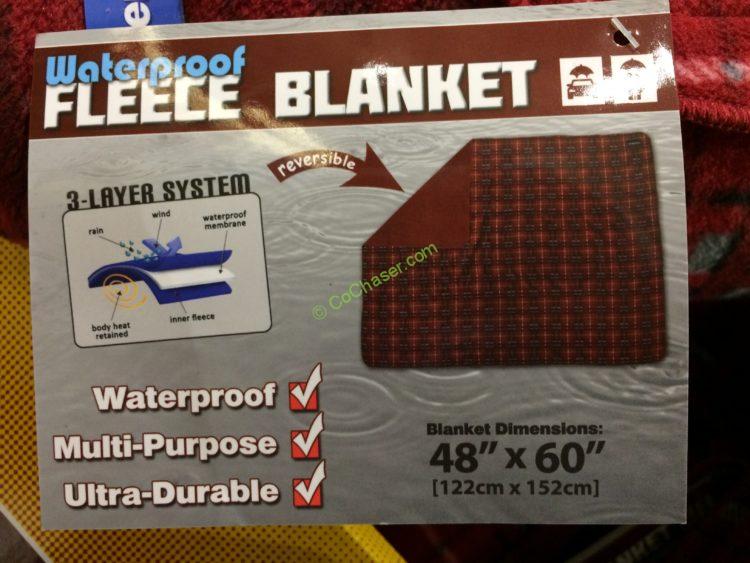 Waterproof
FLEECE BLANKET
reversible
3-LAYER SYSTEM
wind
rain
waterproof
membrane
body heat
retained
inner fleece
© CoChaser.com
Waterproof
Multi-Purpose
Ultra-Durable
Blanket Dimensions:
48” x 60”
[122cm x 152cm]